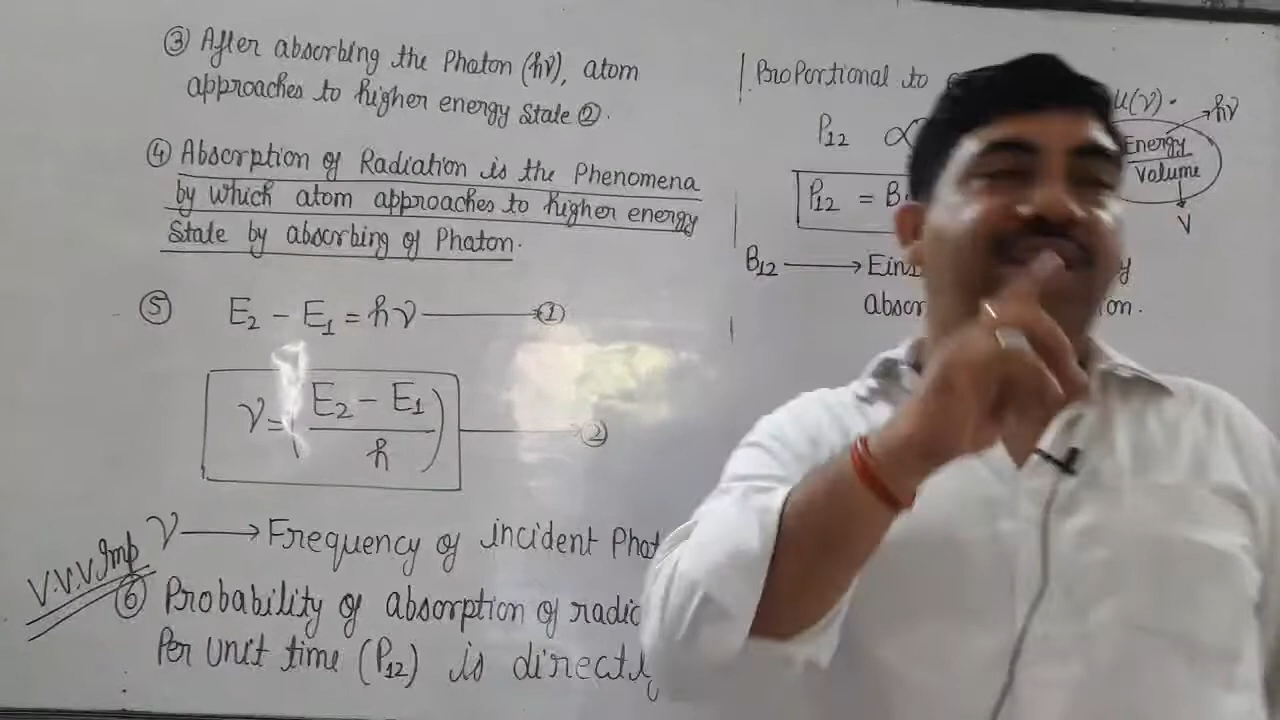 ③ After absorbing the Photon (hν), atom
approaches to higher energy State ②.
④ Absorption of Radiation is the Phenomena
by which atom approaches to higher energy
State by absorbing of Photon.
⑤ E₂ - E₁ = hν ⟶ ①
ν = (E₂ - E₁ / h) ⟶ ②
ν ⟶ Frequency of incident Phot
V.V.V Imp
⑥ Probability of absorption of radia
Per unit time (P₁₂) is directly
Proportional to
u(ν).
P₁₂ ∝
Energy → hν
Volume
↓
V
P₁₂ = B
B₁₂ ⟶ Eins
absor on.